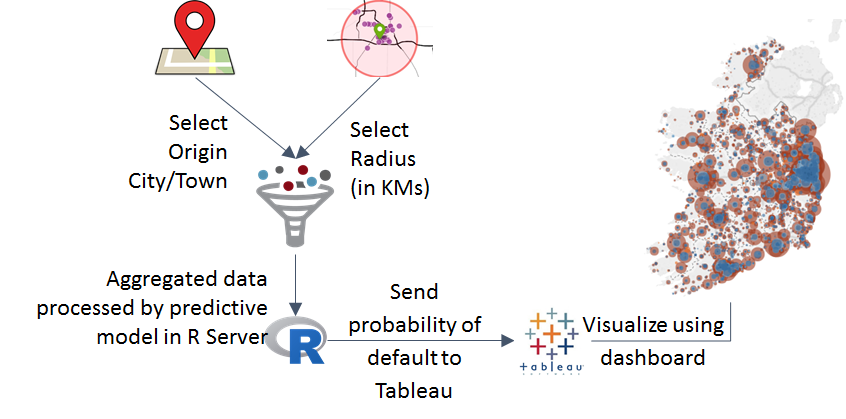 Select
Origin
City/Town
Select
Radius
(in KMs)
Aggregated data
processed by predictive
model in R Server
R
Send
probability of
default to
Tableau
+ a b l e a u
SOFTWARE
Visualize using
dashboard